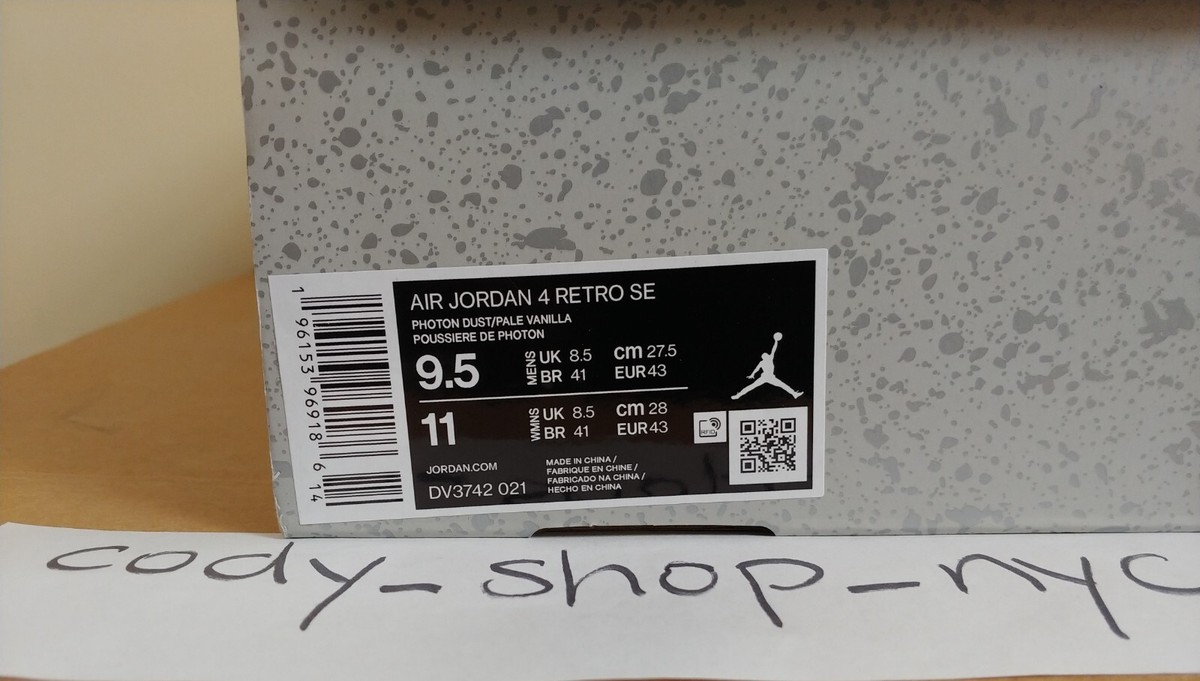 1 96153 96918 6 14
AIR JORDAN 4 RETRO SE
PHOTON DUST/PALE VANILLA
POUSSIERE DE PHOTON
9.5 MENS UK 8.5 cm 27.5
BR 41 EUR 43
11 WMNS UK 8.5 cm 28
BR 41 EUR 43
RFID
JORDAN.COM
DV3742 021
MADE IN CHINA /
FABRIQUE EN CHINE /
FABRICADO NA CHINA /
HECHO EN CHINA
cody_shop_nyc